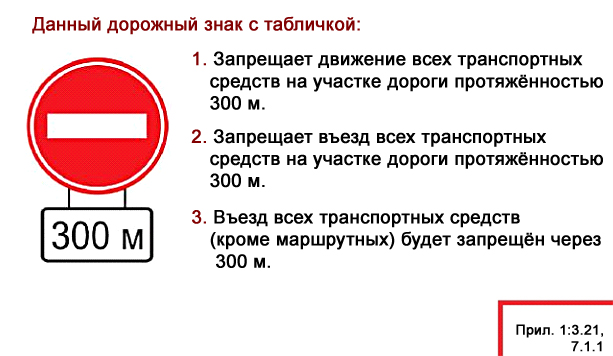 Данный дорожный знак с табличкой:
1. Запрещает движение всех транспортных
средств на участке дороги протяжённостью
300 м.
2. Запрещает въезд всех транспортных
средств на участке дороги протяжённостью
300 м.
3. Въезд всех транспортных средств
(кроме маршрутных) будет запрещён через
300 м.
300 м
Прил. 1:3.21,
7.1.1